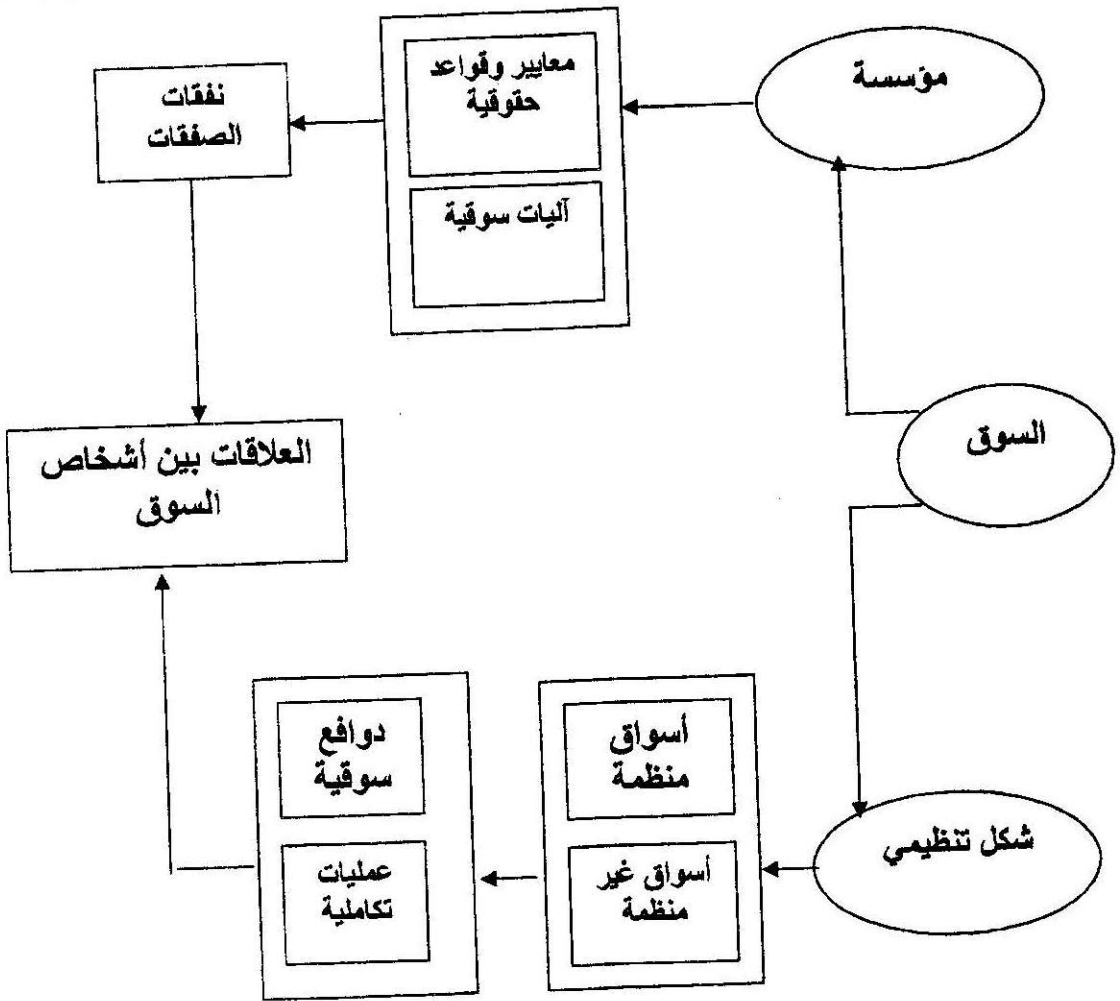 مؤسسة
معايير وقواعد
حقوقية
آليات سوقية
نفقات
الصفقات
السوق
العلاقات بين أشخاص
السوق
شكل تنظيمي
أسواق
منظمة
أسواق غير
منظمة
دوافع
سوقية
عمليات
تكاملية